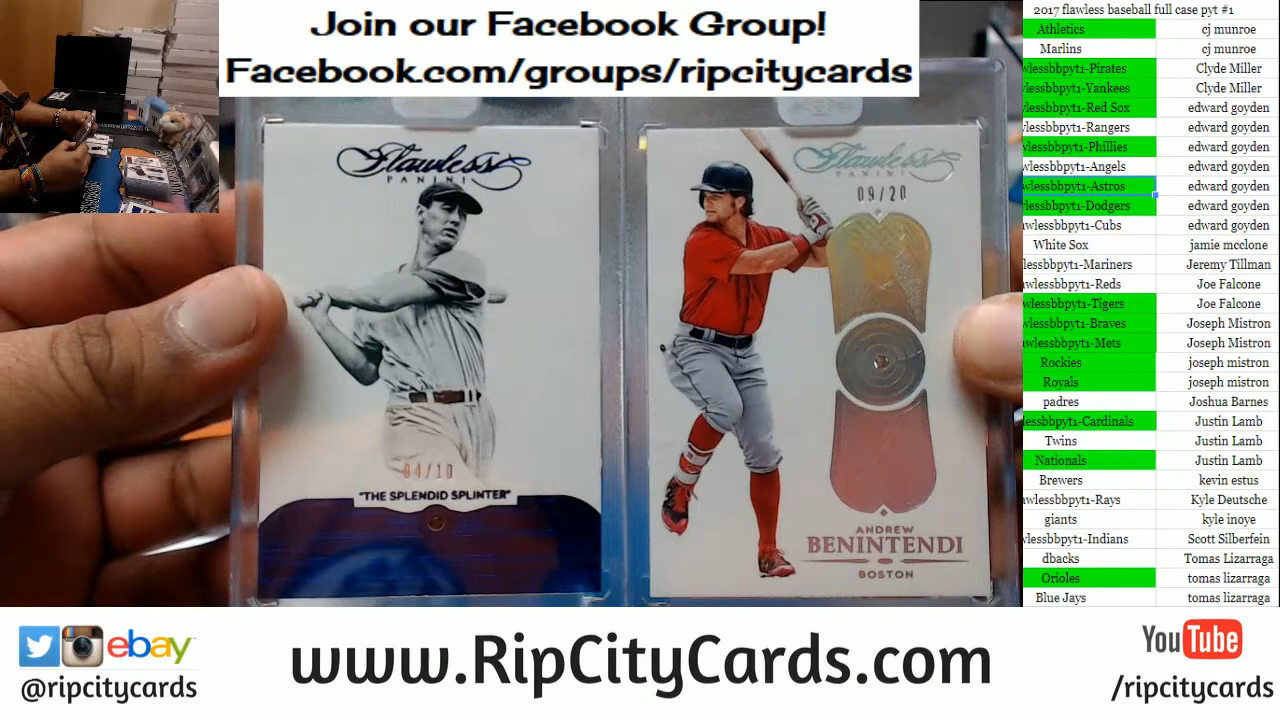 Join our Facebook Group!
Facebook.com/groups/ripcitycards
Flawless
PANINI
04/10
"THE SPLENDID SPLINTER"
Flawless
PANINI
09/20
ANDREW
BENINTENDI
BOSTON
2017 flawless baseball full case pyt #1
Athletics cj munroe
Marlins cj munroe
wlessbbpyt1-Pirates Clyde Miller
wlessbbpyt1-Yankees Clyde Miller
wlessbbpyt1-Red Sox edward goyden
wlessbbpyt1-Rangers edward goyden
wlessbbpyt1-Phillies edward goyden
wlessbbpyt1-Angels edward goyden
wlessbbpyt1-Astros edward goyden
wlessbbpyt1-Dodgers edward goyden
wlessbbpyt1-Cubs edward goyden
White Sox jamie mcclone
lessbbpyt1-Mariners Jeremy Tillman
wlessbbpyt1-Reds Joe Falcone
wlessbbpyt1-Tigers Joe Falcone
wlessbbpyt1-Braves Joseph Mistron
wlessbbpyt1-Mets Joseph Mistron
Rockies joseph mistron
Royals joseph mistron
padres Joshua Barnes
lessbbpyt1-Cardinals Justin Lamb
Twins Justin Lamb
Nationals Justin Lamb
Brewers kevin estus
wlessbbpyt1-Rays Kyle Deutsche
giants kyle inoye
wlessbbpyt1-Indians Scott Silberfein
dbacks Tomas Lizarraga
Orioles tomas lizarraga
Blue Jays tomas lizarraga
ebay
@ripcitycards
www.RipCityCards.com
YouTube
/ripcitycards